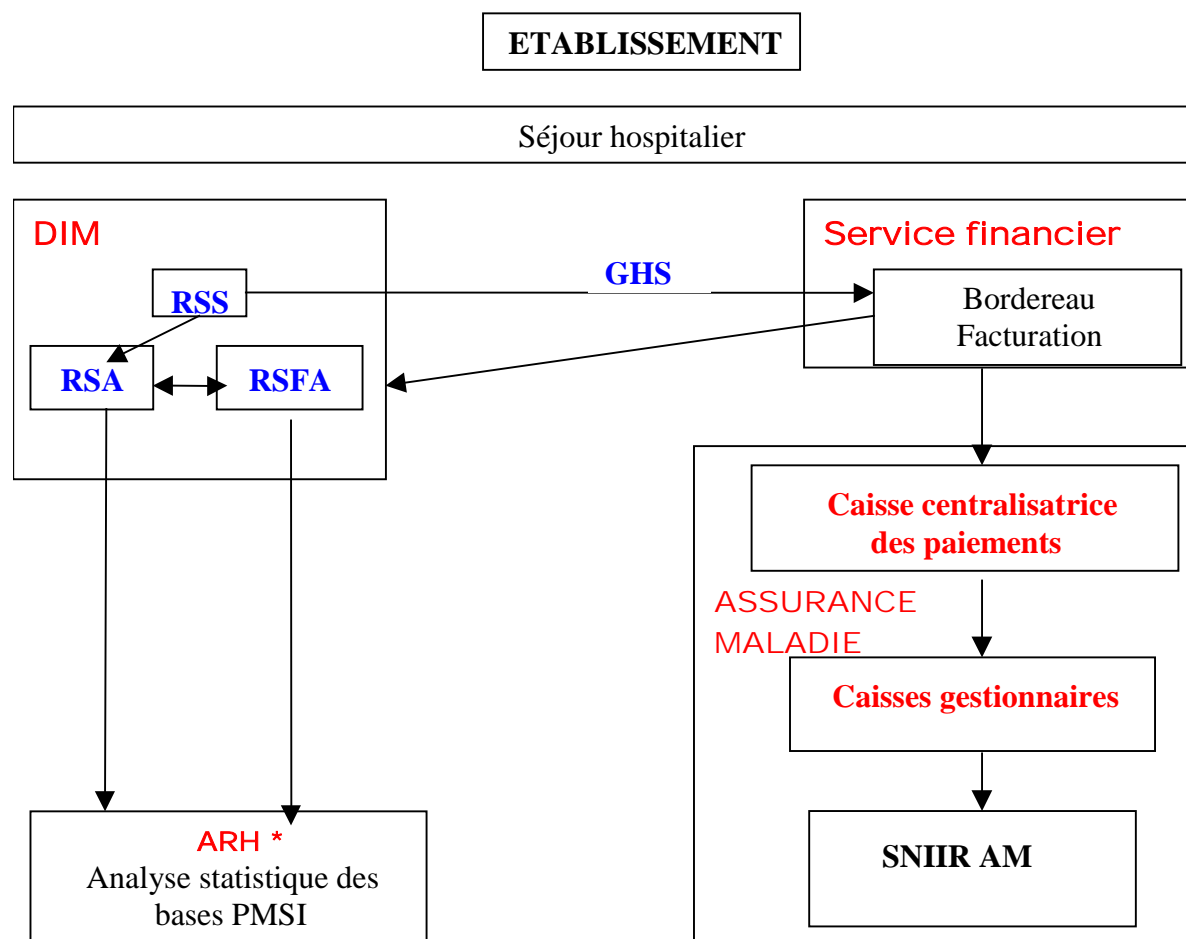 ETABLISSEMENT
Séjour hospitalier
DIM
Service financier
GHS
RSS
Bordereau
Facturation
RSA
RSFA
Caisse centralisatrice
des paiements
ASSURANCE
MALADIE
Caisses gestionnaires
ARH *
Analyse statistique des
bases PMSI
SNIIR AM